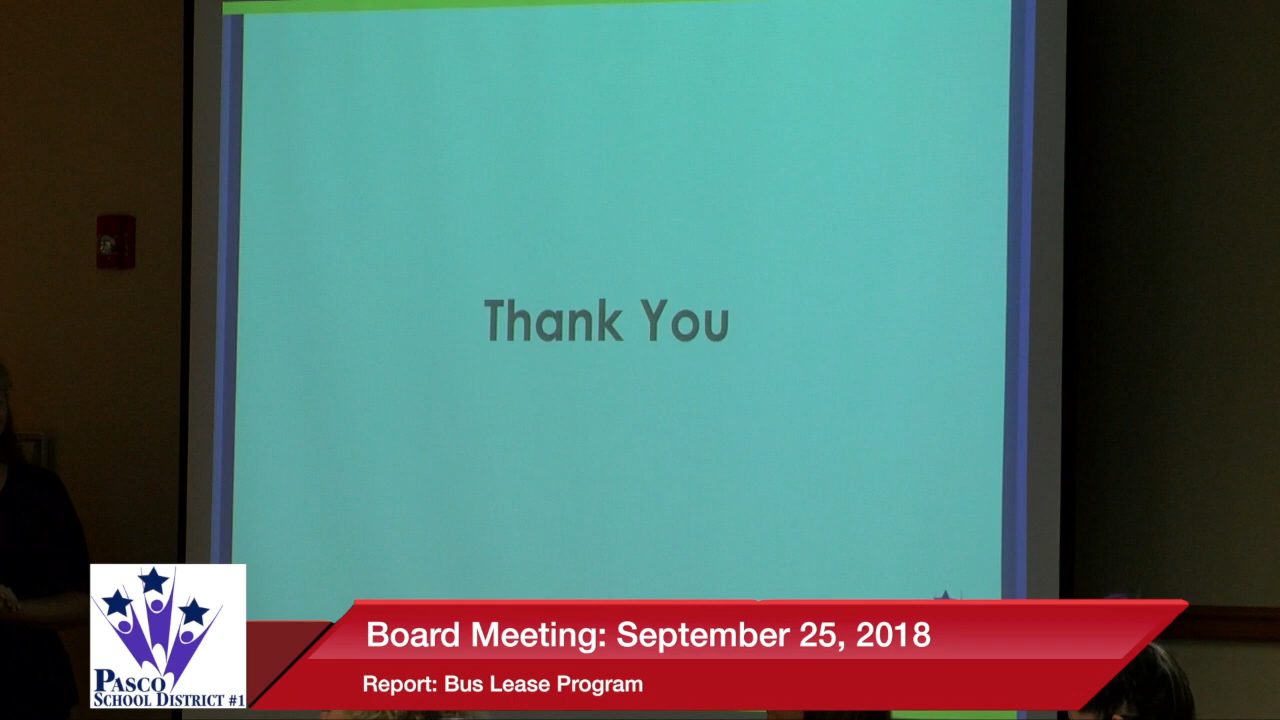 Thank You
Board Meeting: September 25, 2018
Report: Bus Lease Program
PASCO
SCHOOL DISTRICT #1